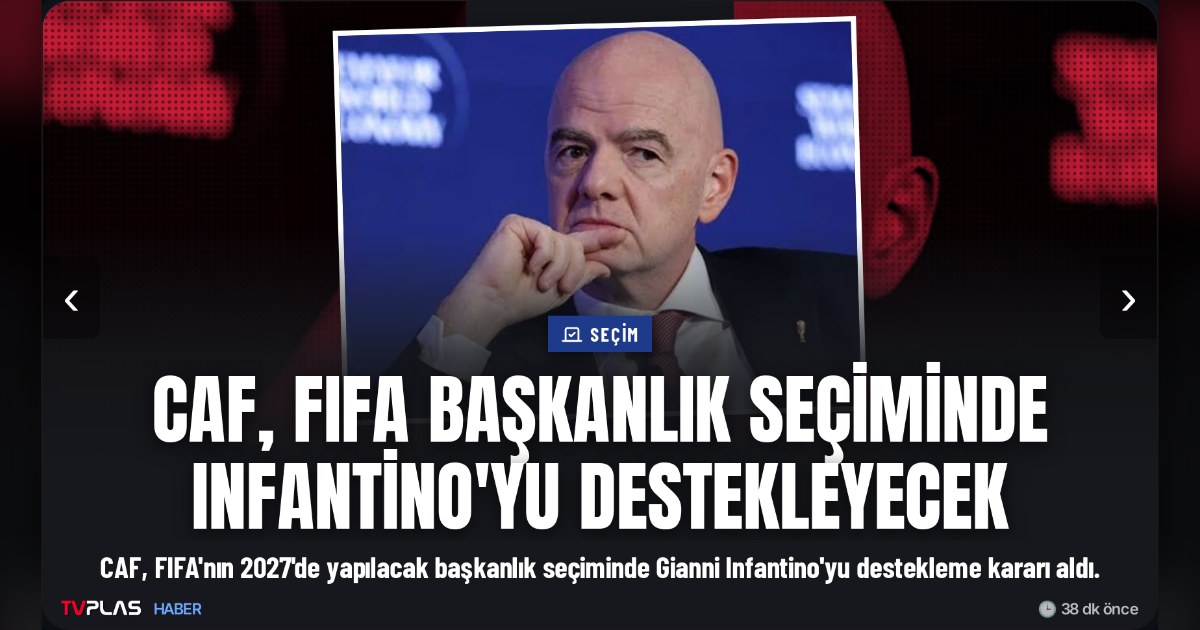 SEÇİM
CAF, FIFA BAŞKANLIK SEÇİMİNDE
INFANTİNO'YU DESTEKLEYECEK
CAF, FIFA'nın 2027'de yapılacak başkanlık seçiminde Gianni Infantino'yu destekleme kararı aldı.
TVPLAS HABER
38 dk önce